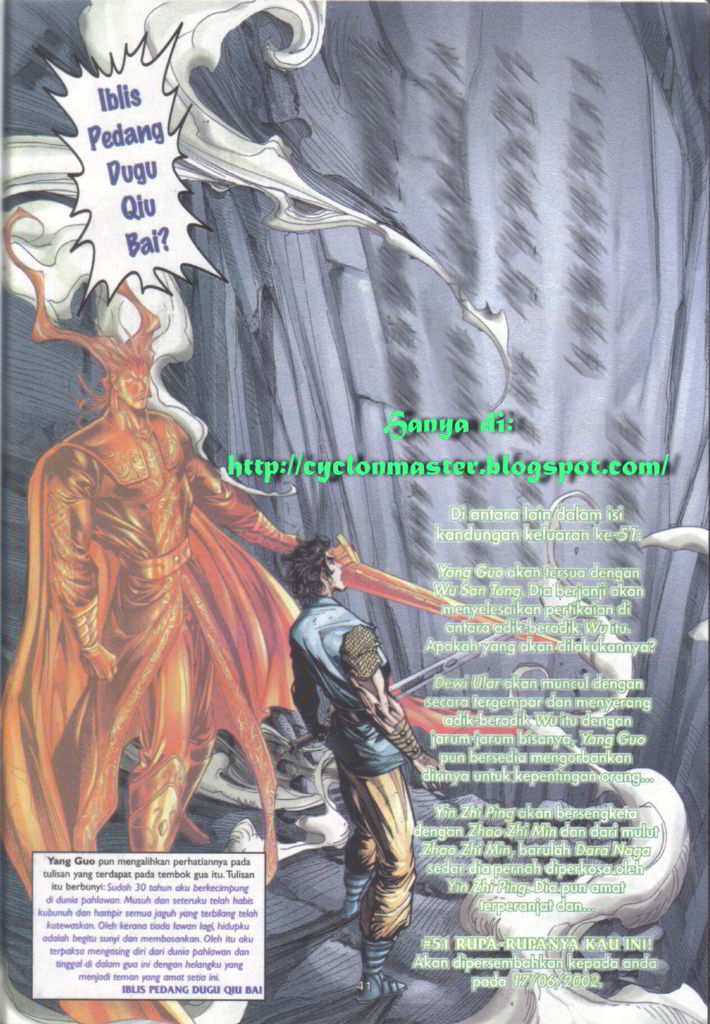 Iblis
Pedang
Dugu
Qiu
Bai?
Hanya di:
http://cyclonmaster.blogspot.com/
Di antara lain dalam isi
kandungan keluaran ke-51:
Yang Guo akan tersua dengan
Wu San Tong. Dia berjanji akan
menyelesaikan pertikaian di
antara adik-beradik Wu itu.
Apakah yang akan dilakukannya?
Dewi Ular akan muncul dengan
secara tergempar dan menyerang
adik-beradik Wu itu dengan
jarum-jarum bisanya. Yang Guo
pun bersedia mengorbankan
dirinya untuk kepentingan orang...
Yin Zhi Ping akan bersengketa
dengan Zhao Zhi Min dan dari mulut
Zhao Zhi Min, barulah Dara Naga
sedar dia pernah diperkosa oleh
Yin Zhi Ping. Dia pun amat
terperanjat dan...
#51 RUPA-RUPANYA KAU INI!
Akan dipersembahkan kepada anda
pada 17/06/2002.
Yang Guo pun mengalihkan perhatiannya pada
tulisan yang terdapat pada tembok gua itu. Tulisan
itu berbunyi: Sudah 30 tahun aku berkecimpung
di dunia pahlawan. Musuh dan seteruku telah habis
kubunuh dan hampir semua jaguh yang terbilang telah
kutewaskan. Oleh kerana tiada lawan lagi, hidupku
adalah begitu sunyi dan membosankan. Oleh itu aku
terpaksa mengasing diri dari dunia pahlawan dan
tinggal di dalam gua ini dengan helangku yang
menjadi teman yang amat setia ini.
IBLIS PEDANG DUGU QIU BAI
41